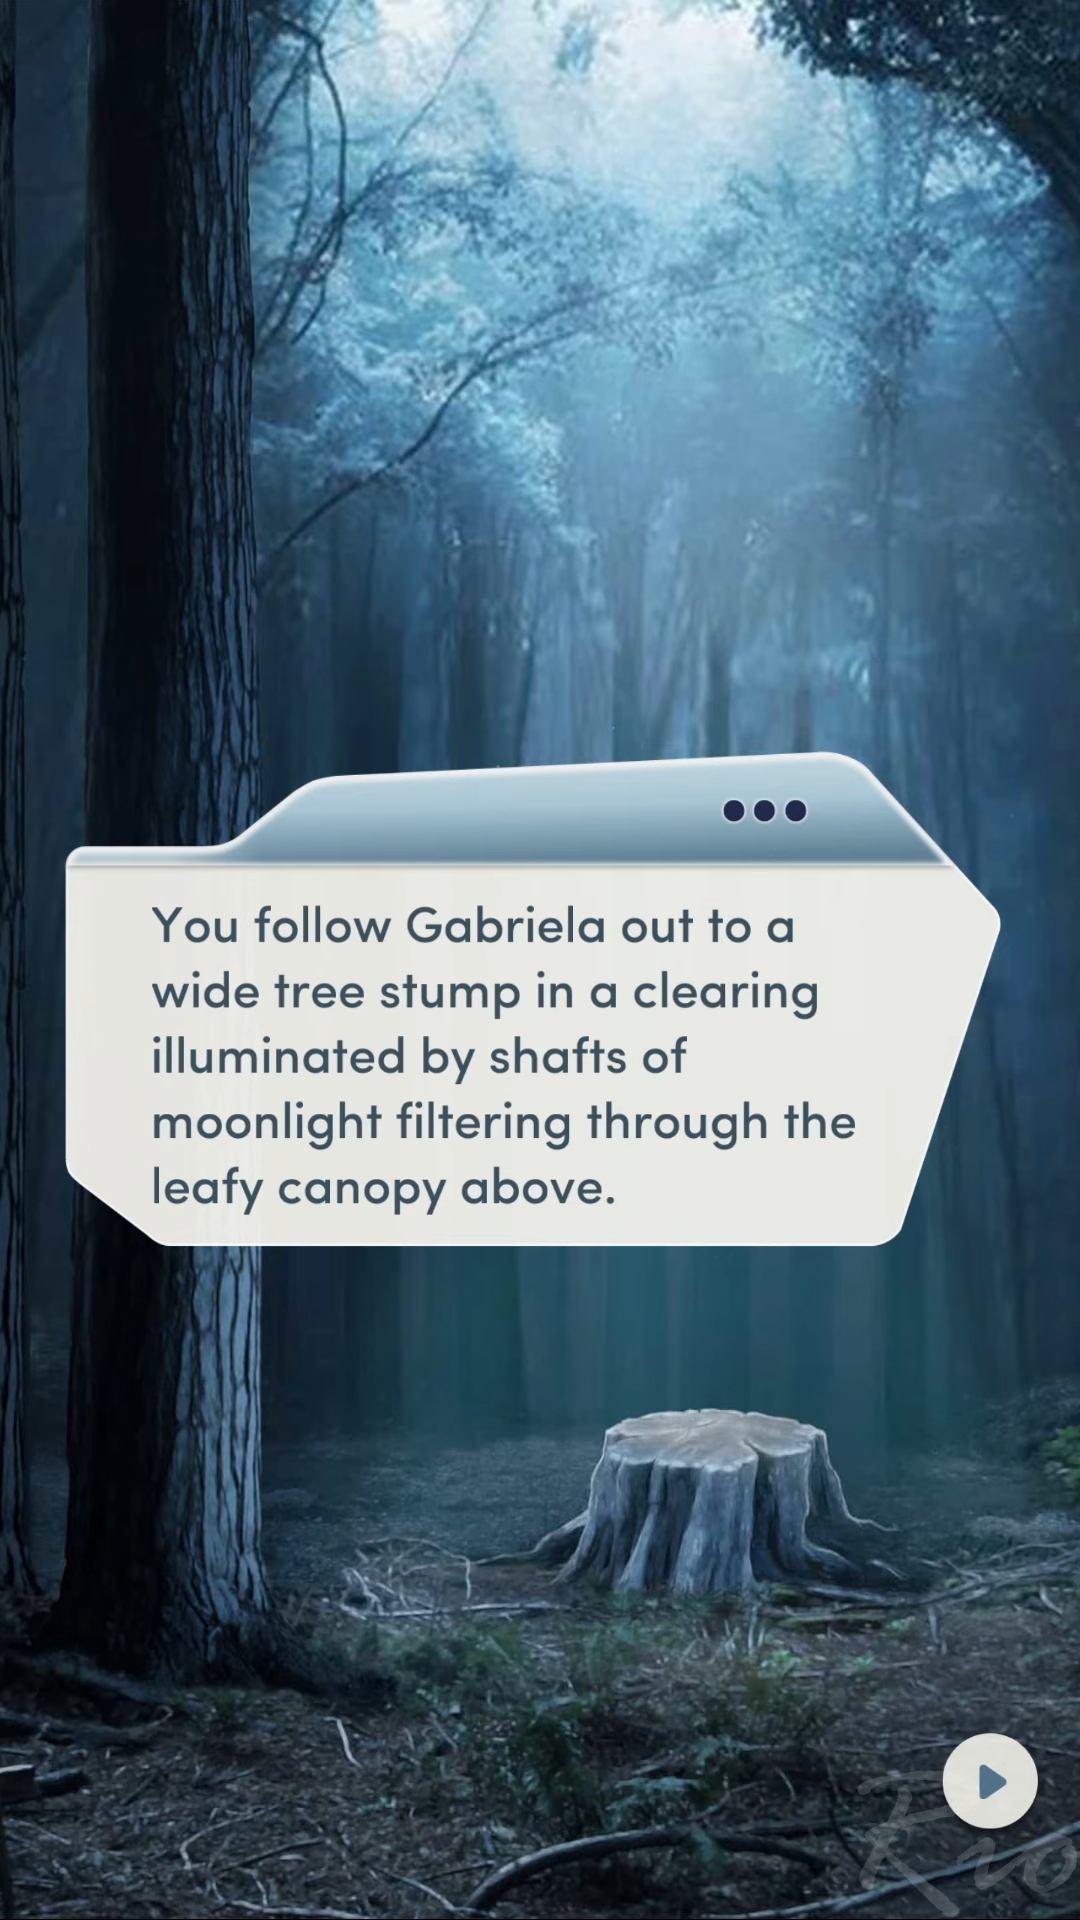 You follow Gabriela out to a
wide tree stump in a clearing
illuminated by shafts of
moonlight filtering through the
leafy canopy above.
Rio